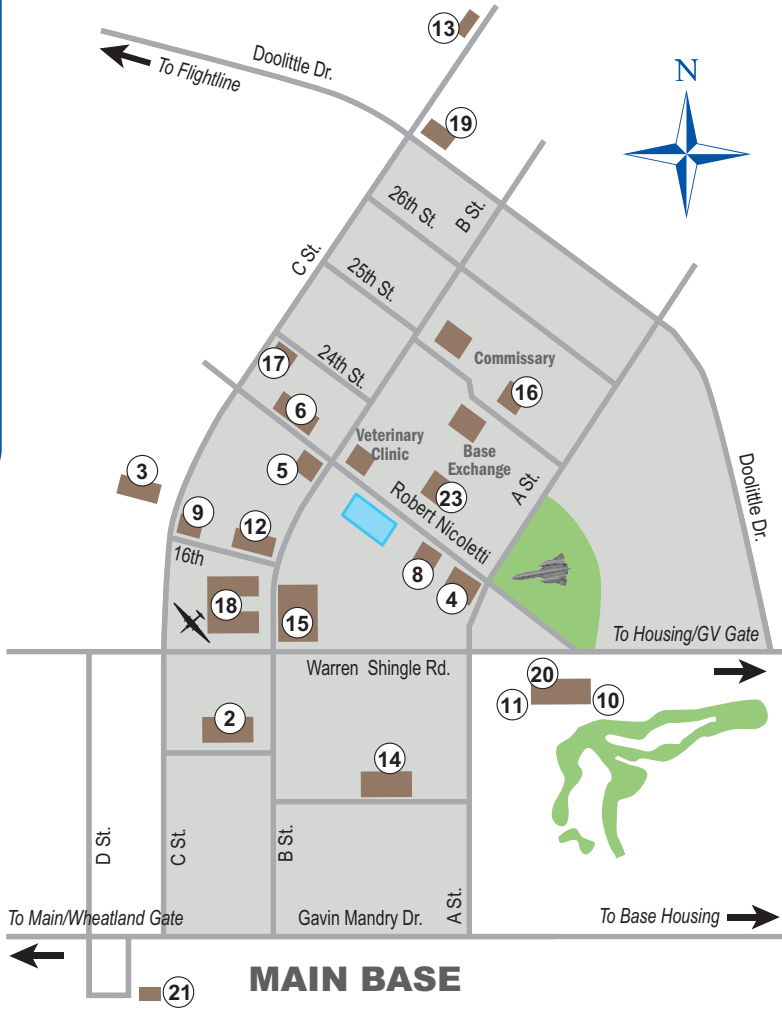 13
Doolittle Dr.
To Flightline
N
19
26th St.
B St.
C St.
25th St.
24th St.
17
Commissary
16
6
Veterinary
Clinic
Base
Exchange
A St.
5
3
23
Robert Nicoletti
Doolittle Dr.
9
12
16th
8
4
18
15
To Housing/GV Gate
Warren Shingle Rd.
20
11
10
2
14
D St.
C St.
B St.
A St.
To Main/Wheatland Gate
Gavin Mandry Dr.
To Base Housing
MAIN BASE
21